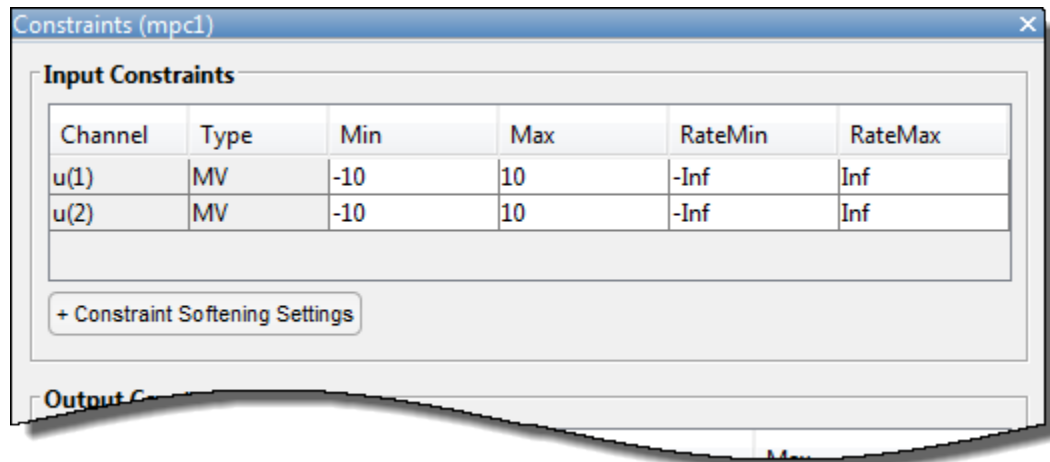 Constraints (mpc1)
Input Constraints
Channel Type Min Max RateMin RateMax
u(1) MV -10 10 -Inf Inf
u(2) MV -10 10 -Inf Inf
+ Constraint Softening Settings
Output